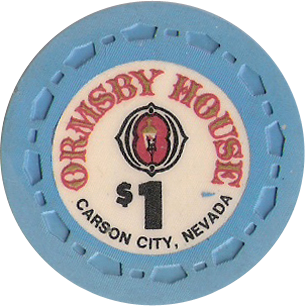 ORMSBY HOUSE
$1
CARSON CITY, NEVADA